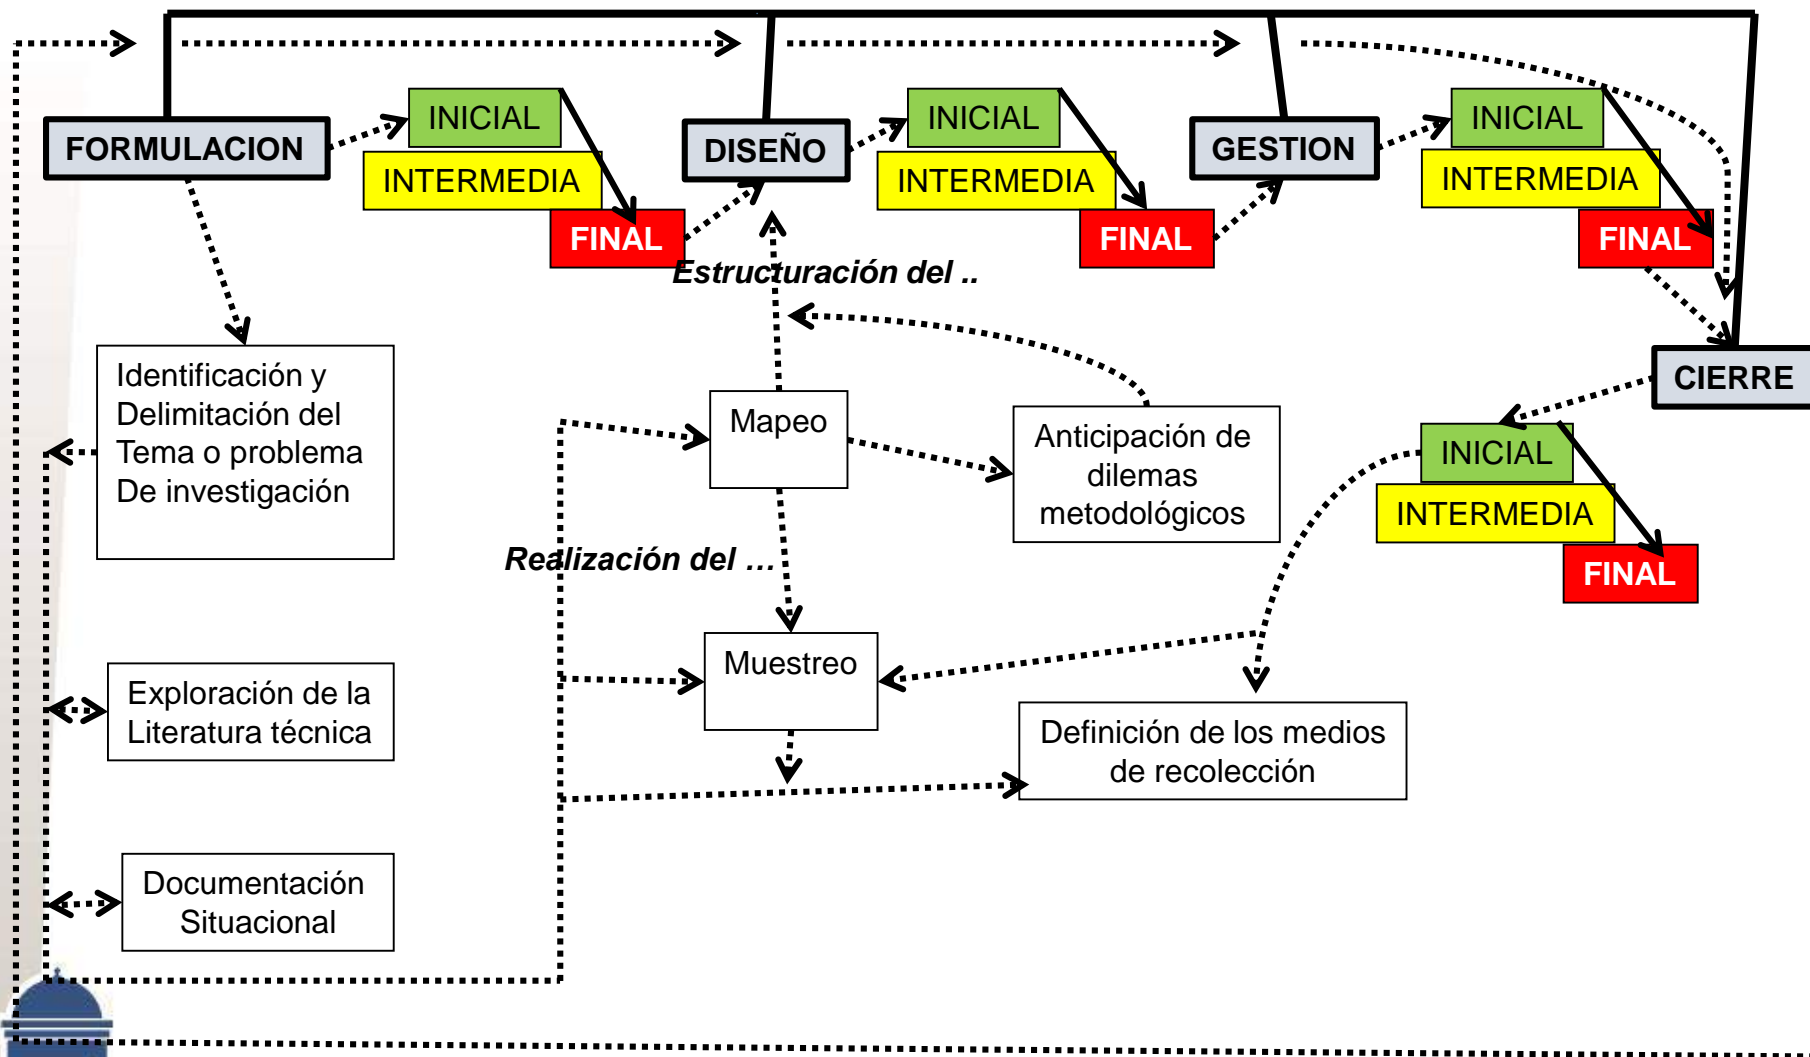 FORMULACION
INICIAL
INTERMEDIA
FINAL
DISEÑO
INICIAL
INTERMEDIA
FINAL
GESTION
INICIAL
INTERMEDIA
FINAL
CIERRE
INICIAL
INTERMEDIA
FINAL
Estructuración del ..
Identificación y
Delimitación del
Tema o problema
De investigación
Mapeo
Anticipación de
dilemas
metodológicos
Realización del …
Muestreo
Exploración de la
Literatura técnica
Definición de los medios
de recolección
Documentación
Situacional